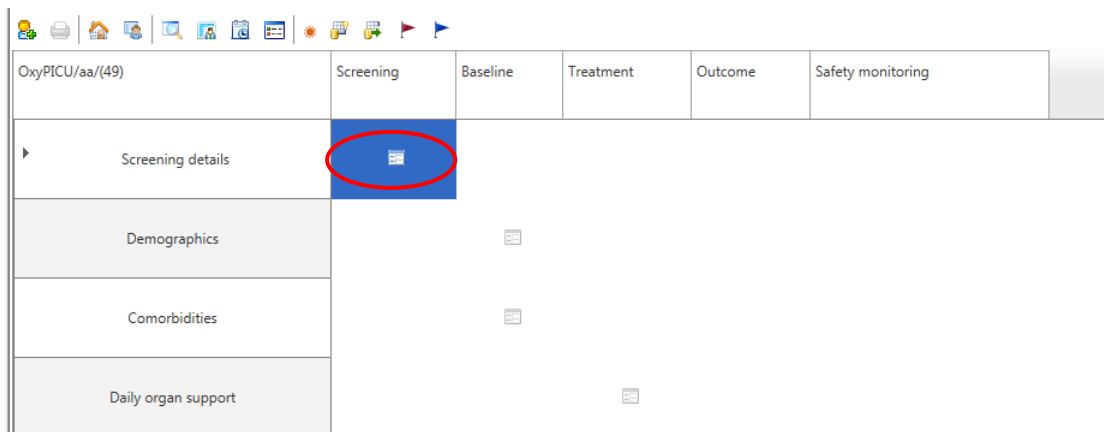 OxyPICU/aa/(49) Screening Baseline Treatment Outcome Safety monitoring
Screening details
Demographics
Comorbidities
Daily organ support